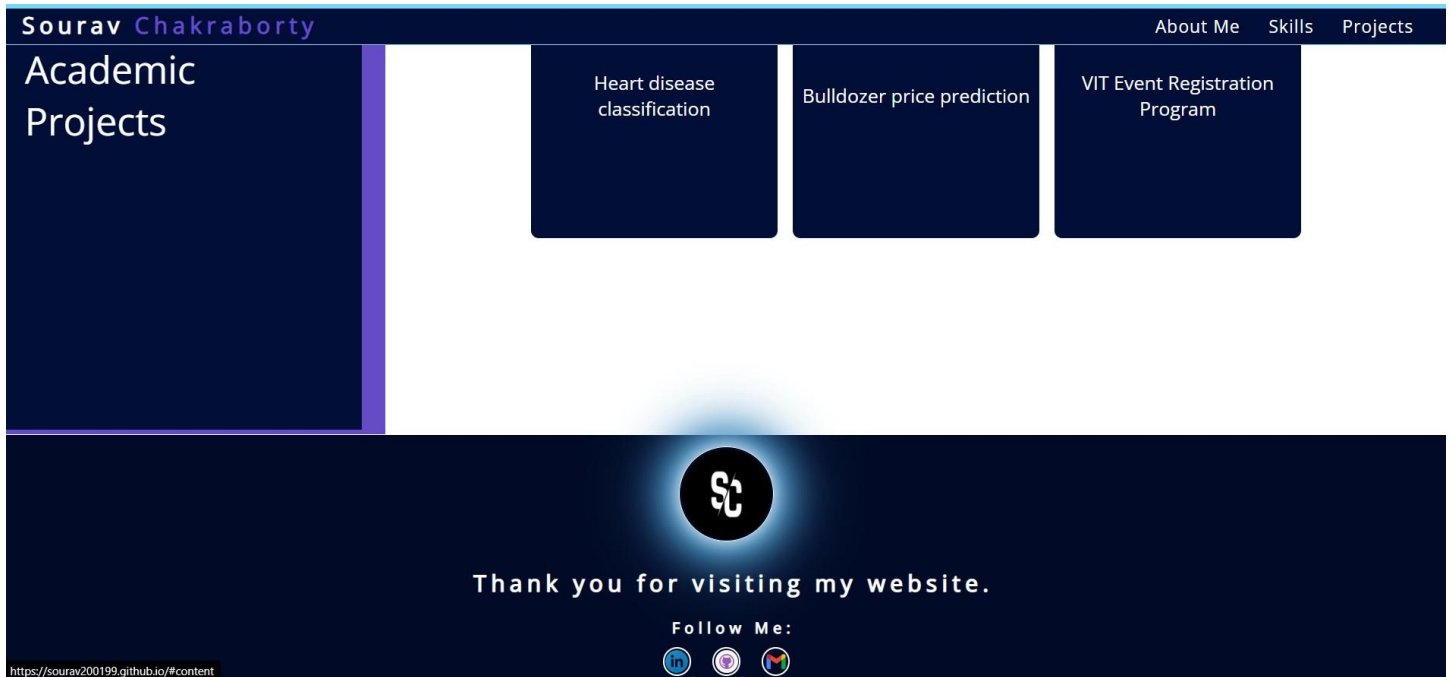 Sourav Chakraborty
About Me Skills Projects
Academic
Projects
Heart disease
classification
Bulldozer price prediction
VIT Event Registration
Program
SC
Thank you for visiting my website.
Follow Me:
in
https://sourav200199.github.io/#content